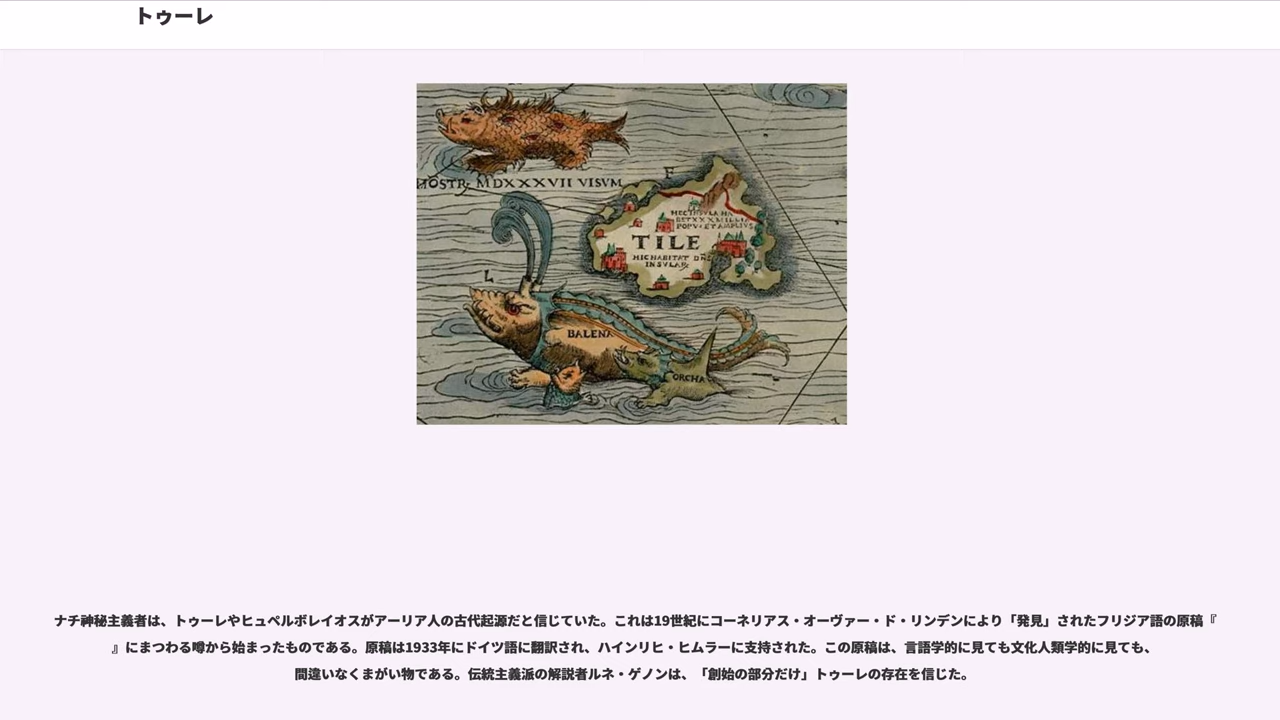 トゥーレ
HOSTR. MDXXXVII VISVM
F
TILE
HIC HABITAT DNS
INSVLAR
L
BALENA
ORCHA
ナチ神秘主義者は、トゥーレやヒュペルボレイオスがアーリア人の古代起源だと信じていた。これは19世紀にコーネリアス・オーヴァー・ド・リンデンにより「発見」されたフリジア語の原稿『
』にまつわる噂から始まったものである。原稿は1933年にドイツ語に翻訳され、ハインリヒ・ヒムラーに支持された。この原稿は、言語学的に見ても文化人類学的に見ても、
間違いなくまがい物である。伝統主義派の解説者ルネ・ゲノンは、「創始の部分だけ」トゥーレの存在を信じた。